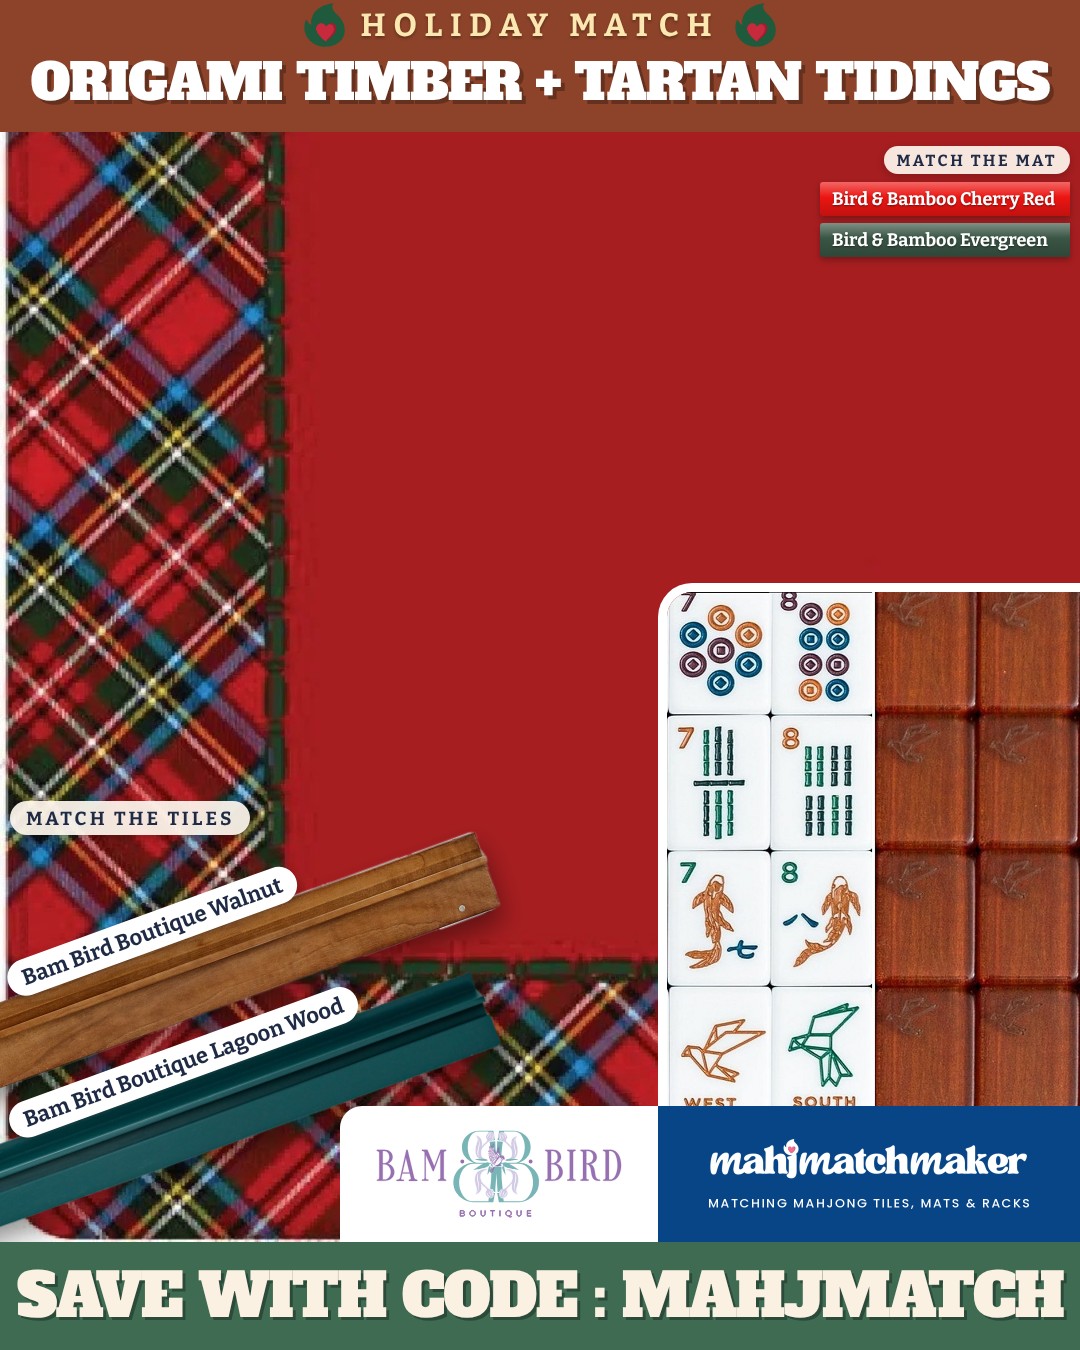 HOLIDAY MATCH
ORIGAMI TIMBER + TARTAN TIDINGS
MATCH THE MAT
Bird & Bamboo Cherry Red
Bird & Bamboo Evergreen
7 8
7 8
7 8
七 八
WEST SOUTH
MATCH THE TILES
Bam Bird Boutique Walnut
Bam Bird Boutique Lagoon Wood
BAM BIRD
BOUTIQUE
mahjmatchmaker
MATCHING MAHJONG TILES, MATS & RACKS
SAVE WITH CODE : MAHJMATCH